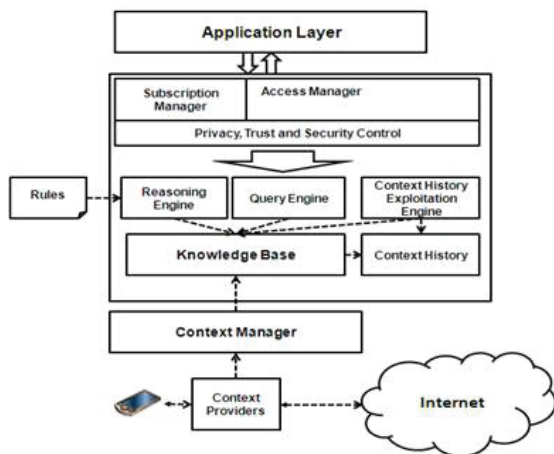 Application Layer
Subscription
Manager
Access Manager
Privacy, Trust and Security Control
Rules
Reasoning
Engine
Query Engine
Context History
Exploitation
Engine
Knowledge Base
Context History
Context Manager
Context
Providers
Internet